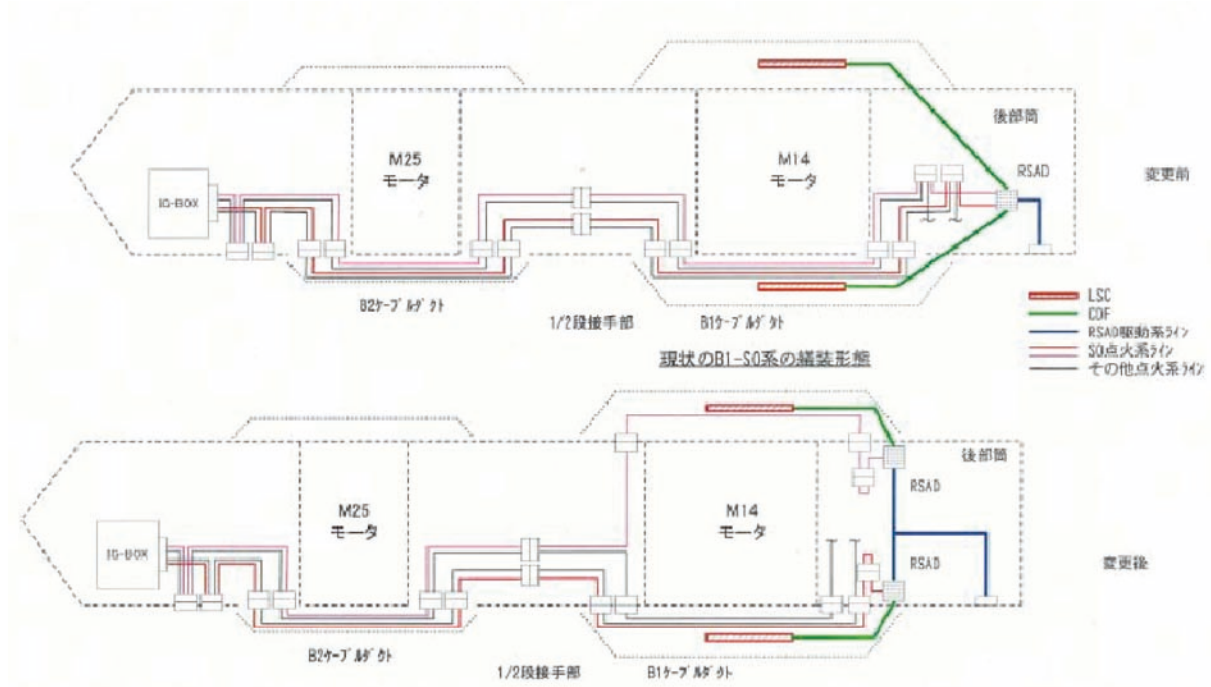 後部筒
M25
モータ
M14
モータ
RSAD
変更前
IG-BOX
B2ケーブルダクト
1/2段接手部
B1ケーブルダクト
LSC
CDF
RSAD駆動系ライン
SO点火系ライン
その他点火系ライン
現状のB1-SO系の艤装形態
後部筒
RSAD
M25
モータ
M14
モータ
IG-BOX
RSAD
変更後
B2ケーブルダクト
1/2段接手部
B1ケーブルダクト